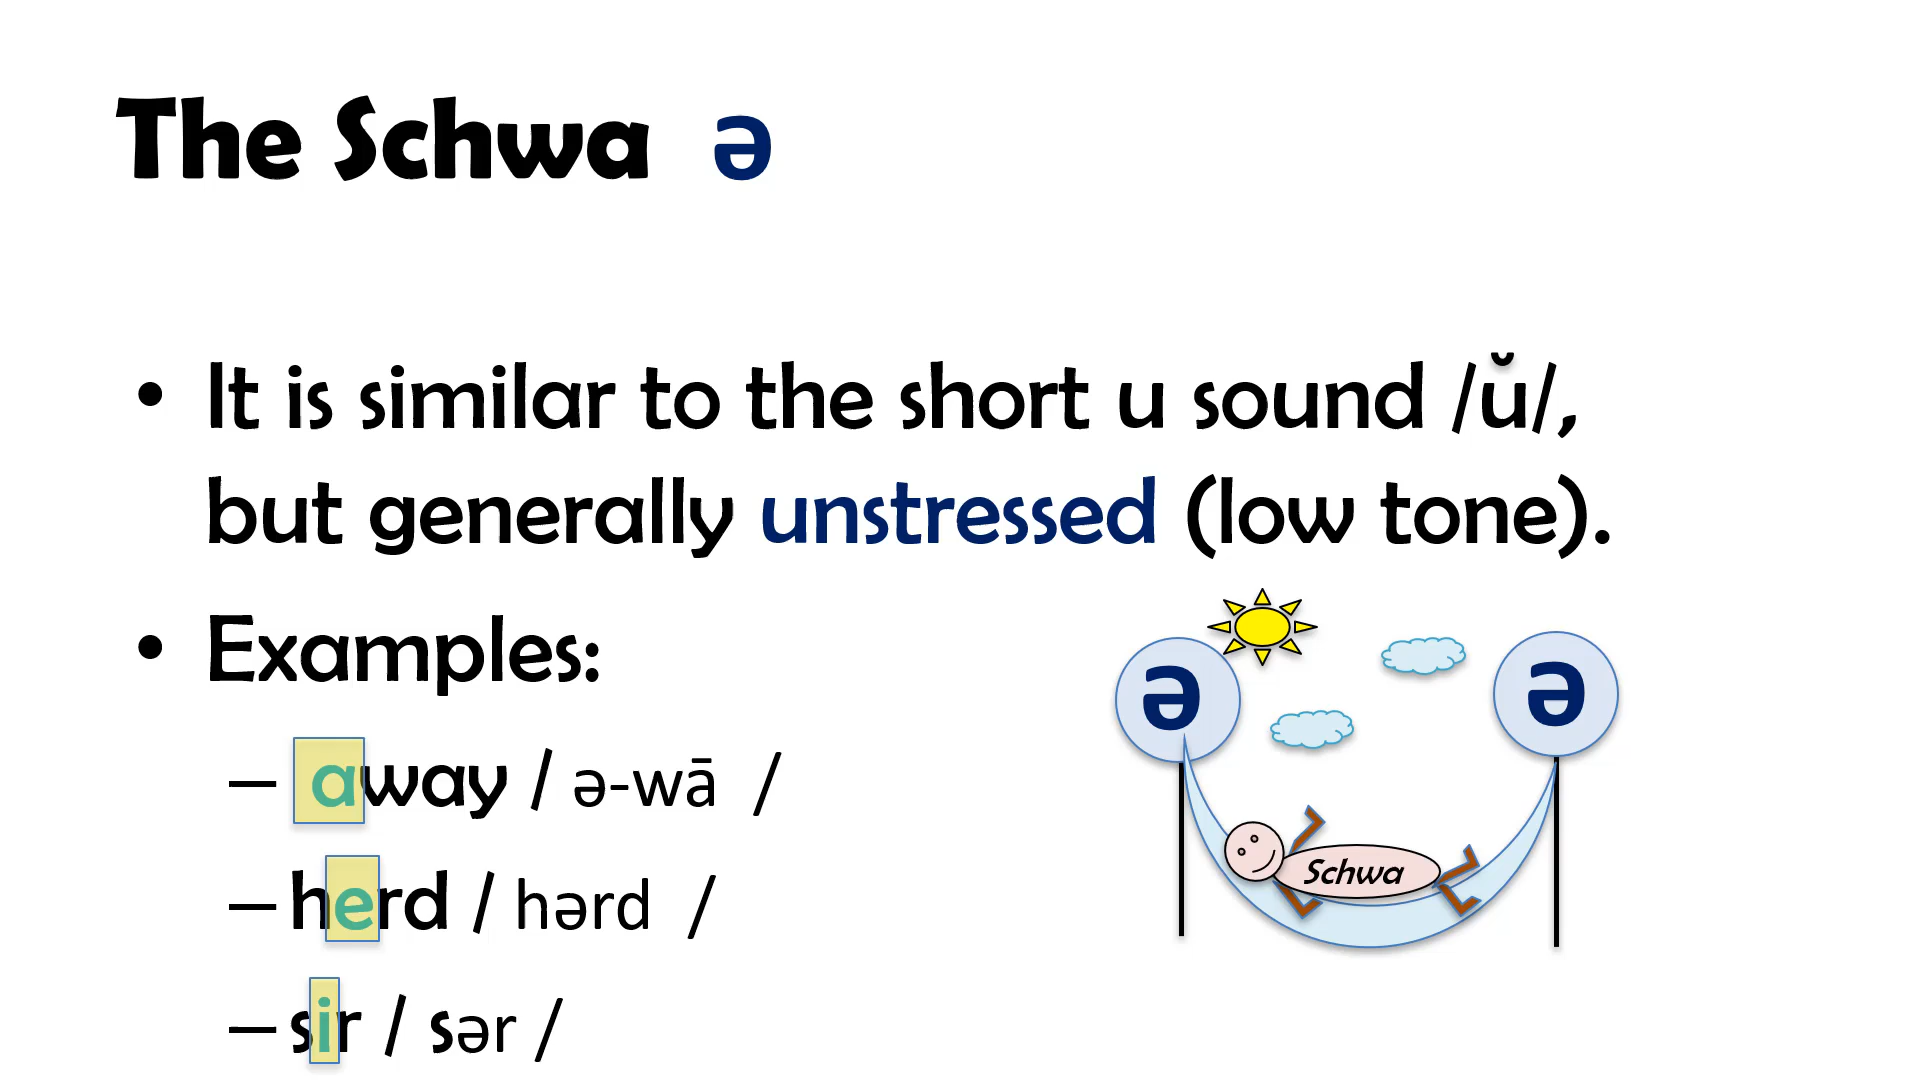 The Schwa ə
• It is similar to the short u sound /ŭ/,
but generally unstressed (low tone).
• Examples:
– away / ə-wā /
– herd / hərd /
– sir / sər /
ə ə
Schwa